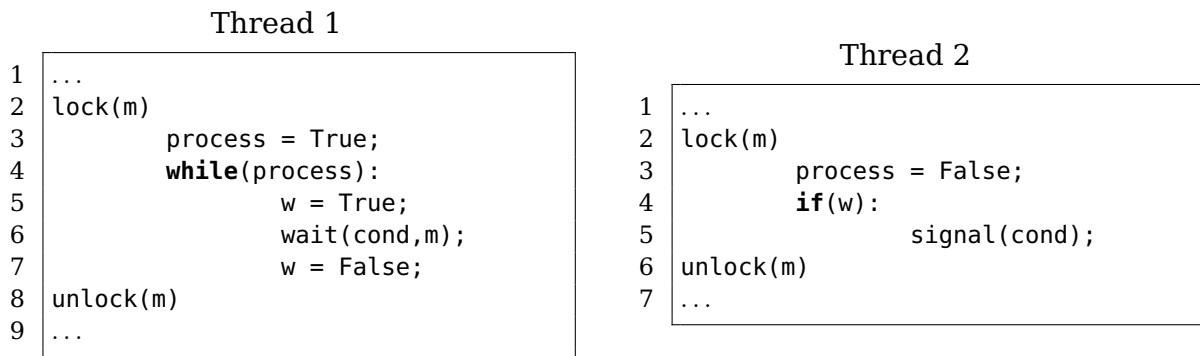 Thread 1
1 ...
2 lock(m)
3 process = True;
4 while(process):
5 w = True;
6 wait(cond,m);
7 w = False;
8 unlock(m)
9 ...
Thread 2
1 ...
2 lock(m)
3 process = False;
4 if(w):
5 signal(cond);
6 unlock(m)
7 ...